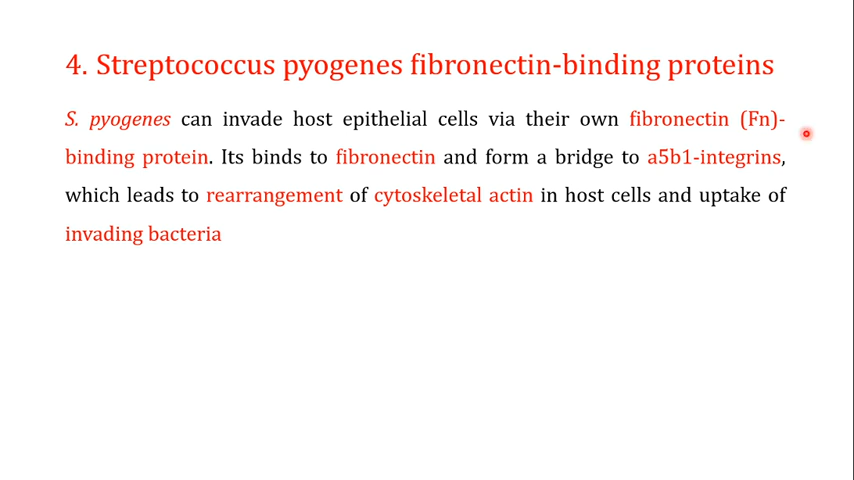 4. Streptococcus pyogenes fibronectin-binding proteins
S. pyogenes can invade host epithelial cells via their own fibronectin (Fn)-
binding protein. Its binds to fibronectin and form a bridge to a5b1-integrins,
which leads to rearrangement of cytoskeletal actin in host cells and uptake of
invading bacteria